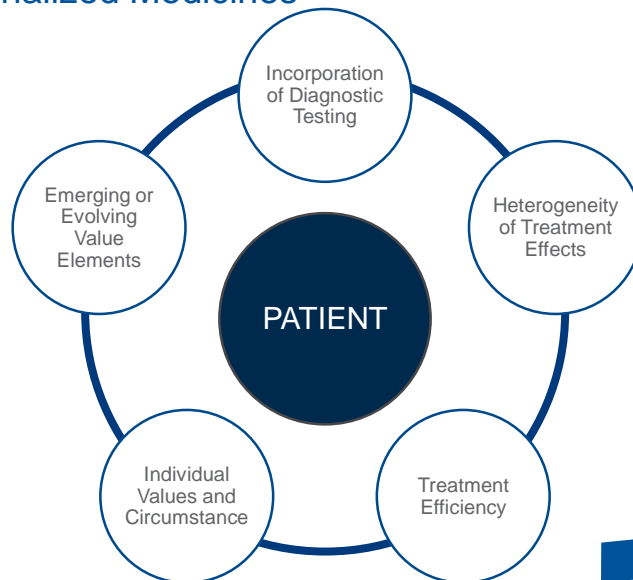 Medicines
Incorporation
of Diagnostic
Testing
Emerging or
Evolving
Value
Elements
Heterogeneity
of Treatment
Effects
PATIENT
Individual
Values and
Circumstance
Treatment
Efficiency